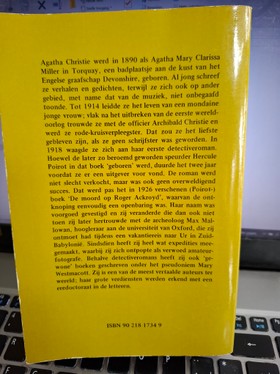 Agatha Christie werd in 1890 als Agatha Mary Clarissa
Miller in Torquay, een badplaatsje aan de kust van het
Engelse graafschap Devonshire, geboren. Al jong schreef
ze verhalen en gedichten, terwijl ze zich ook op ander
gebied, met name dat van de muziek, niet onbegaafd
toonde. Tot 1914 leidde ze het leven van een mondaine
jonge vrouw; vlak na het uitbreken van de eerste wereld-
oorlog trouwde ze met de officier Archibald Christie en
werd ze rode-kruisverpleegster. Dat zou ze het liefste
gebleven zijn, als ze geen schrijfster was geworden. In
1918 waagde ze zich aan haar eerste detectiveroman.
Hoewel de later zo beroemd geworden speurder Hercule
Poirot in dat boek 'geboren' werd, duurde het twee jaar
voordat ze er een uitgever voor vond. De roman werd
niet slecht verkocht, maar was ook geen overweldigend
succes. Dat werd pas het in 1926 verschenen (Poirot-)
boek 'De moord op Roger Ackroyd', waarvan de ont-
knoping eenvoudig een openbaring was. Haar naam was
voorgoed gevestigd en zij veranderde die dan ook niet
toen zij later hertrouwde met de archeoloog Max Mal-
lowan, hoogleraar aan de universiteit van Oxford, die zij
ontmoet had tijdens een vakantiereis naar Ur in Zuid-
Babylonië. Sindsdien heeft zij heel wat expedities mee-
gemaakt, waarbij zij zich ontpopte als verwoed amateur-
fotografe. Behalve detectiveromans heeft zij ook 'ge-
wone' boeken geschreven onder het pseudoniem Mary
Westmacott. Zij is een van de meest vertaalde auteurs ter
wereld; haar grote verdiensten werden erkend met een
eredoctoraat in de letteren.
ISBN 90 218 1734 9